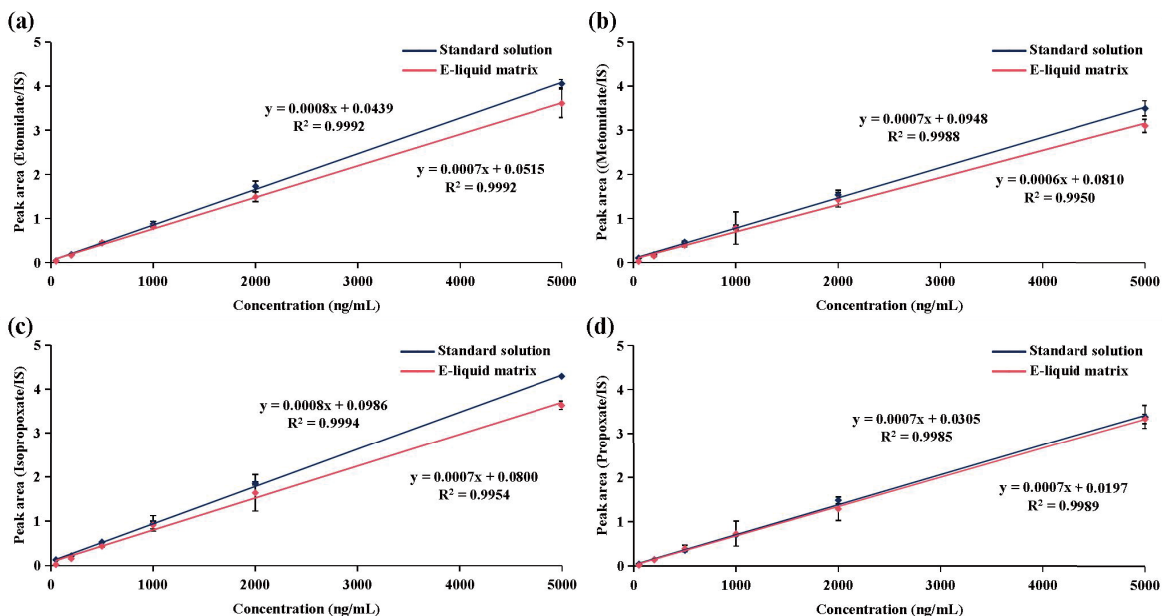 (a)
5
4
3
2
1
0
Peak area (Etomidate/IS)
Standard solution
E-liquid matrix
y = 0.0008x + 0.0439
R² = 0.9992
y = 0.0007x + 0.0515
R² = 0.9992
0 1000 2000 3000 4000 5000
Concentration (ng/mL)
(b)
5
4
3
2
1
0
Peak area ((Metomidate/IS)
Standard solution
E-liquid matrix
y = 0.0007x + 0.0948
R² = 0.9988
y = 0.0006x + 0.0810
R² = 0.9950
0 1000 2000 3000 4000 5000
Concentration (ng/mL)
(c)
5
4
3
2
1
0
Peak area (Isopropoxate/IS)
Standard solution
E-liquid matrix
y = 0.0008x + 0.0986
R² = 0.9994
y = 0.0007x + 0.0800
R² = 0.9954
0 1000 2000 3000 4000 5000
Concentration (ng/mL)
(d)
5
4
3
2
1
0
Peak area (Propoxate/IS)
Standard solution
E-liquid matrix
y = 0.0007x + 0.0305
R² = 0.9985
y = 0.0007x + 0.0197
R² = 0.9989
0 1000 2000 3000 4000 5000
Concentration (ng/mL)